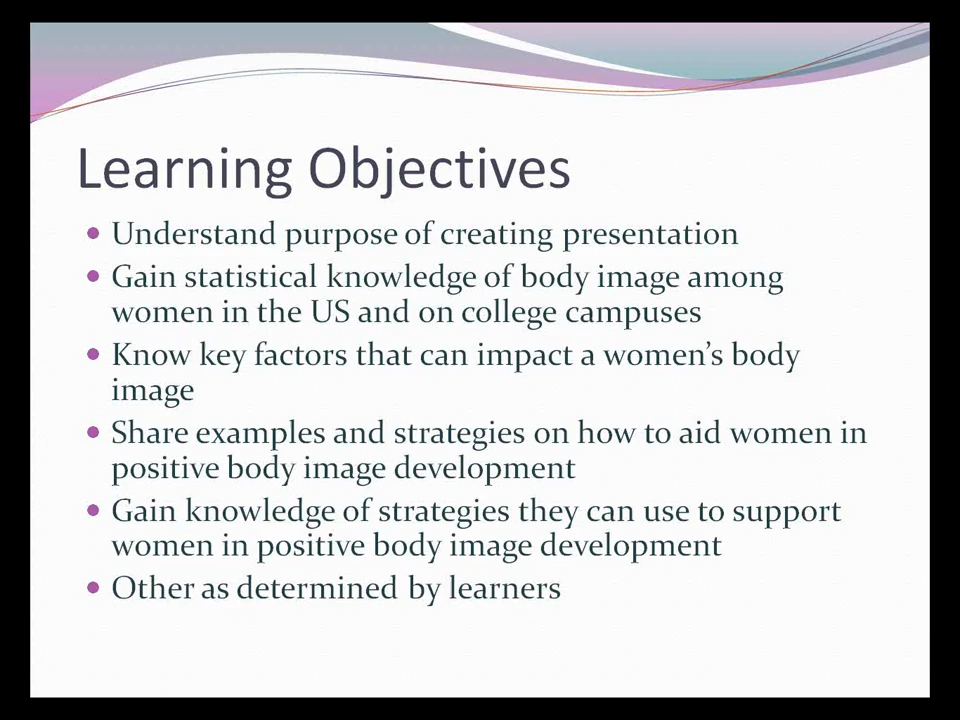 Learning Objectives
• Understand purpose of creating presentation
• Gain statistical knowledge of body image among
women in the US and on college campuses
• Know key factors that can impact a women’s body
image
• Share examples and strategies on how to aid women in
positive body image development
• Gain knowledge of strategies they can use to support
women in positive body image development
• Other as determined by learners